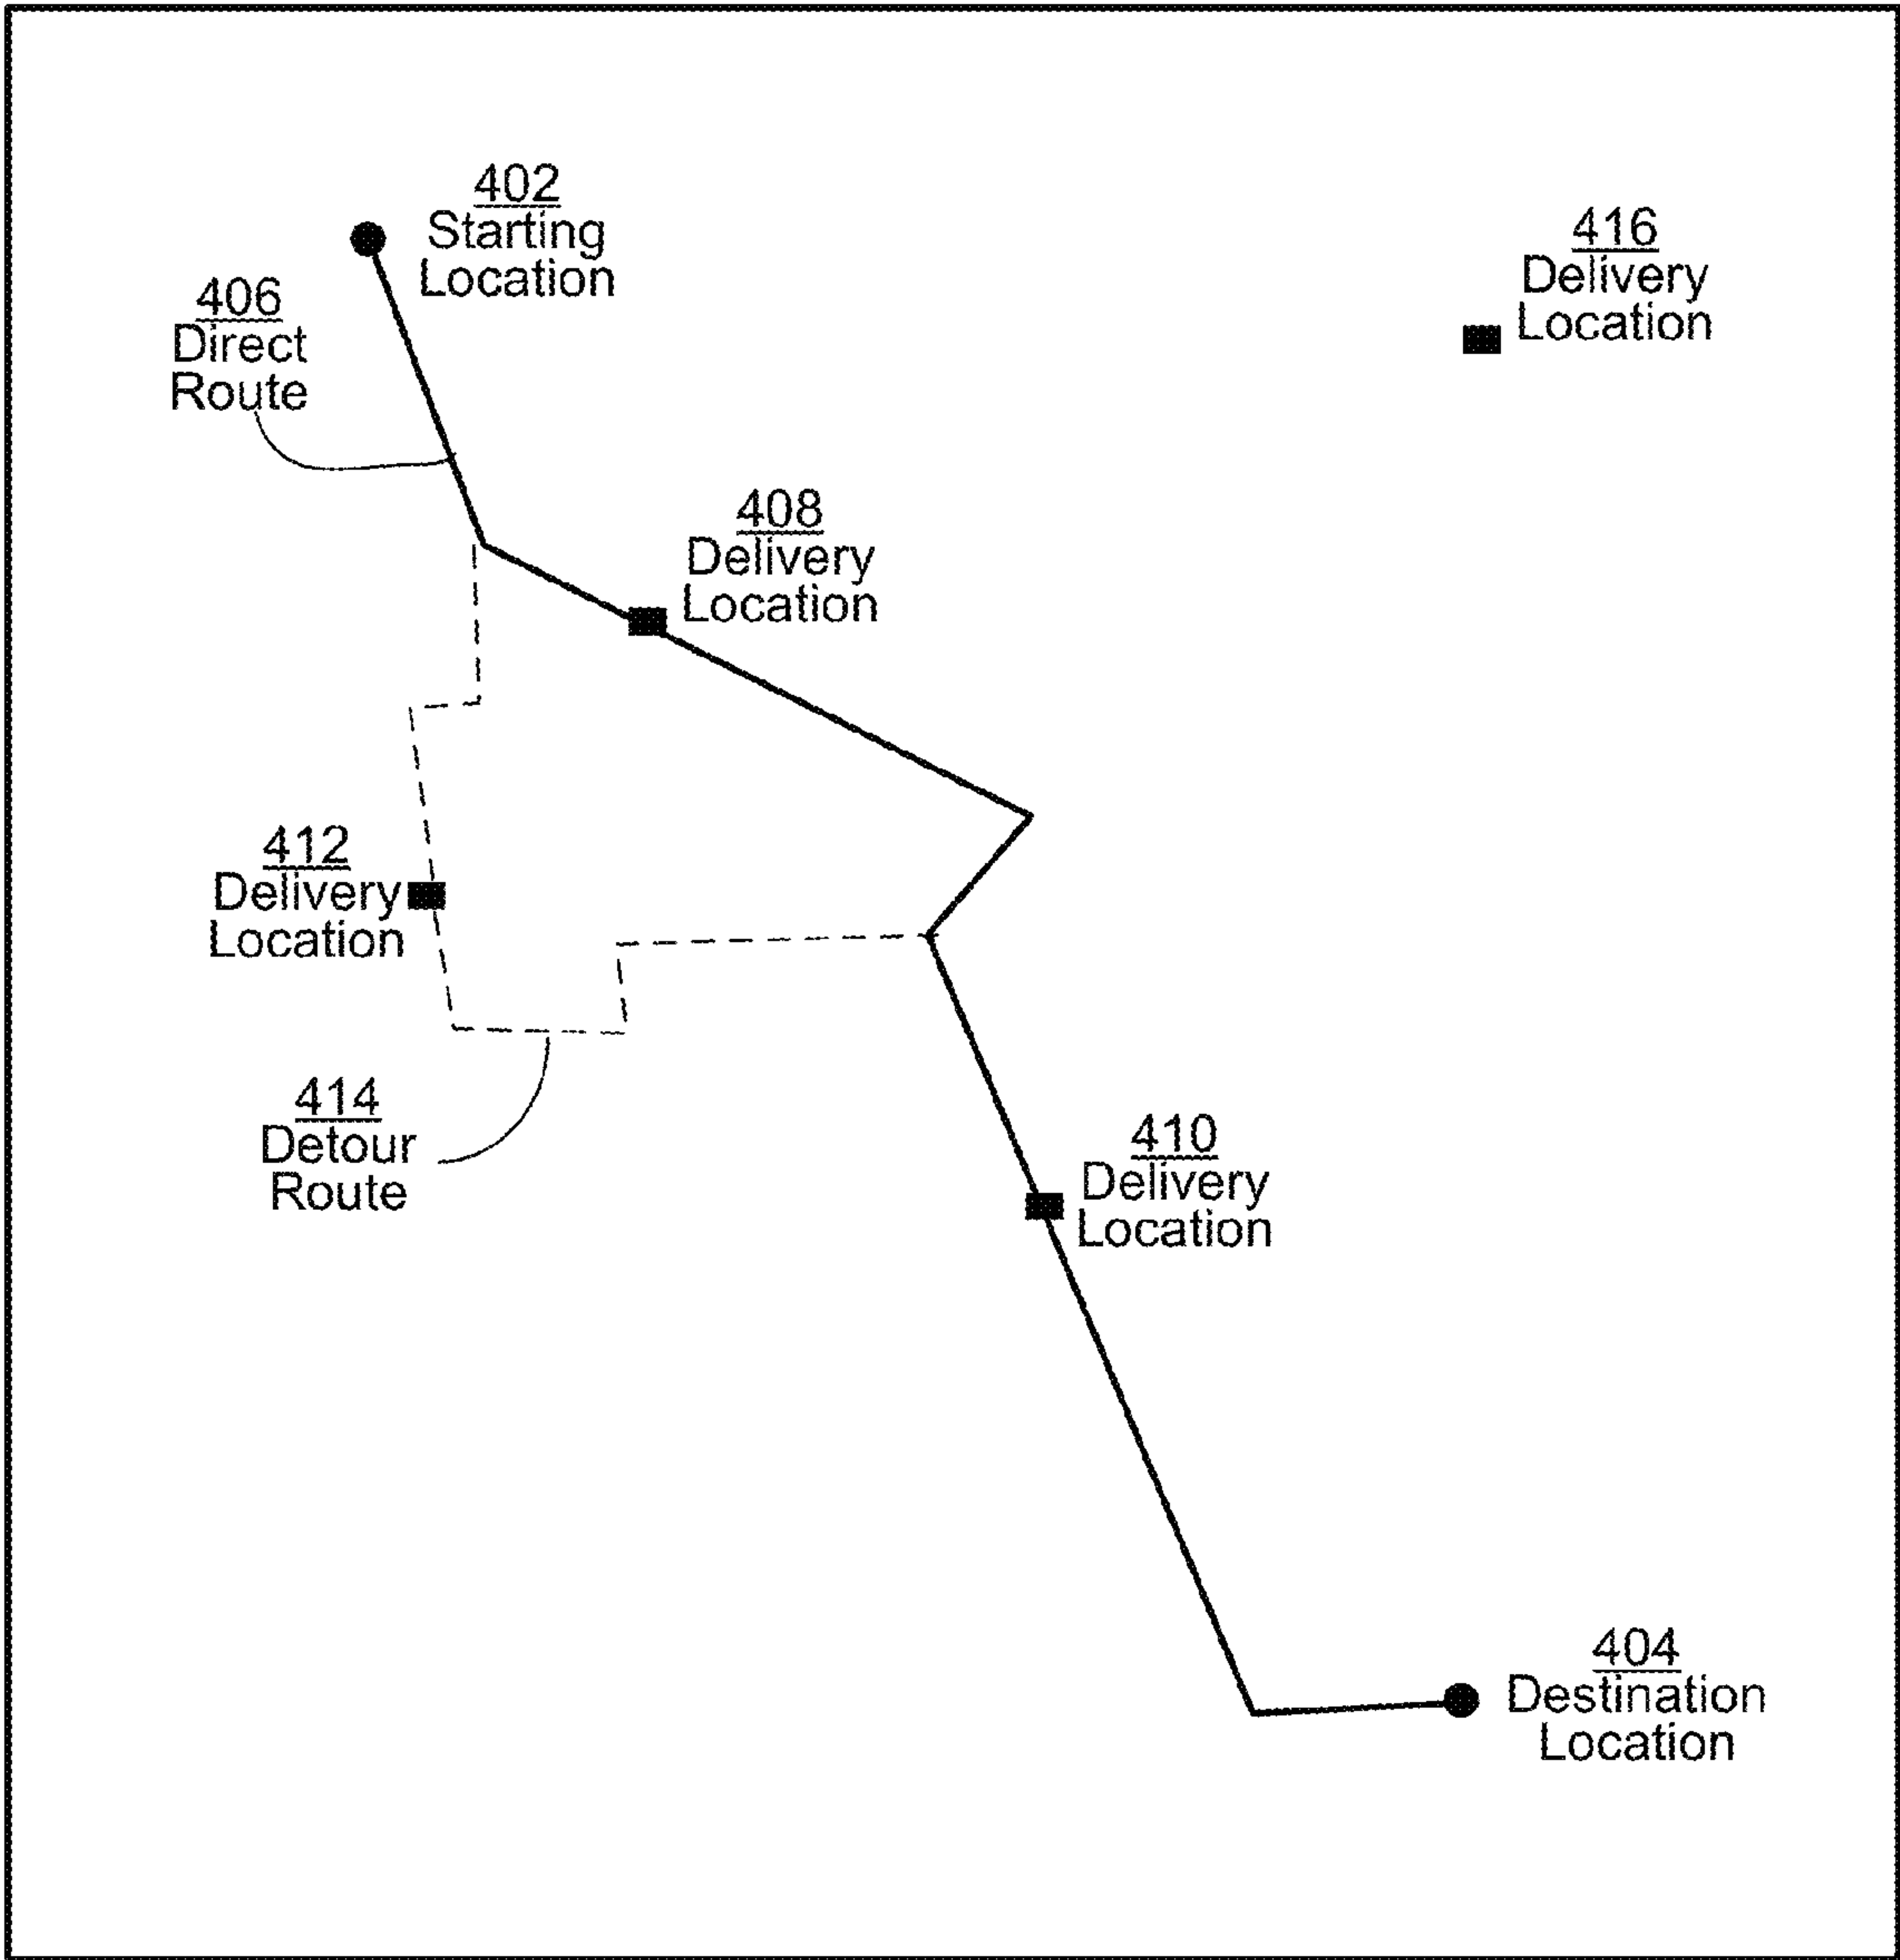 402
Starting
Location
416
Delivery
Location
406
Direct
Route
408
Delivery
Location
412
Delivery
Location
414
Detour
Route
410
Delivery
Location
404
Destination
Location